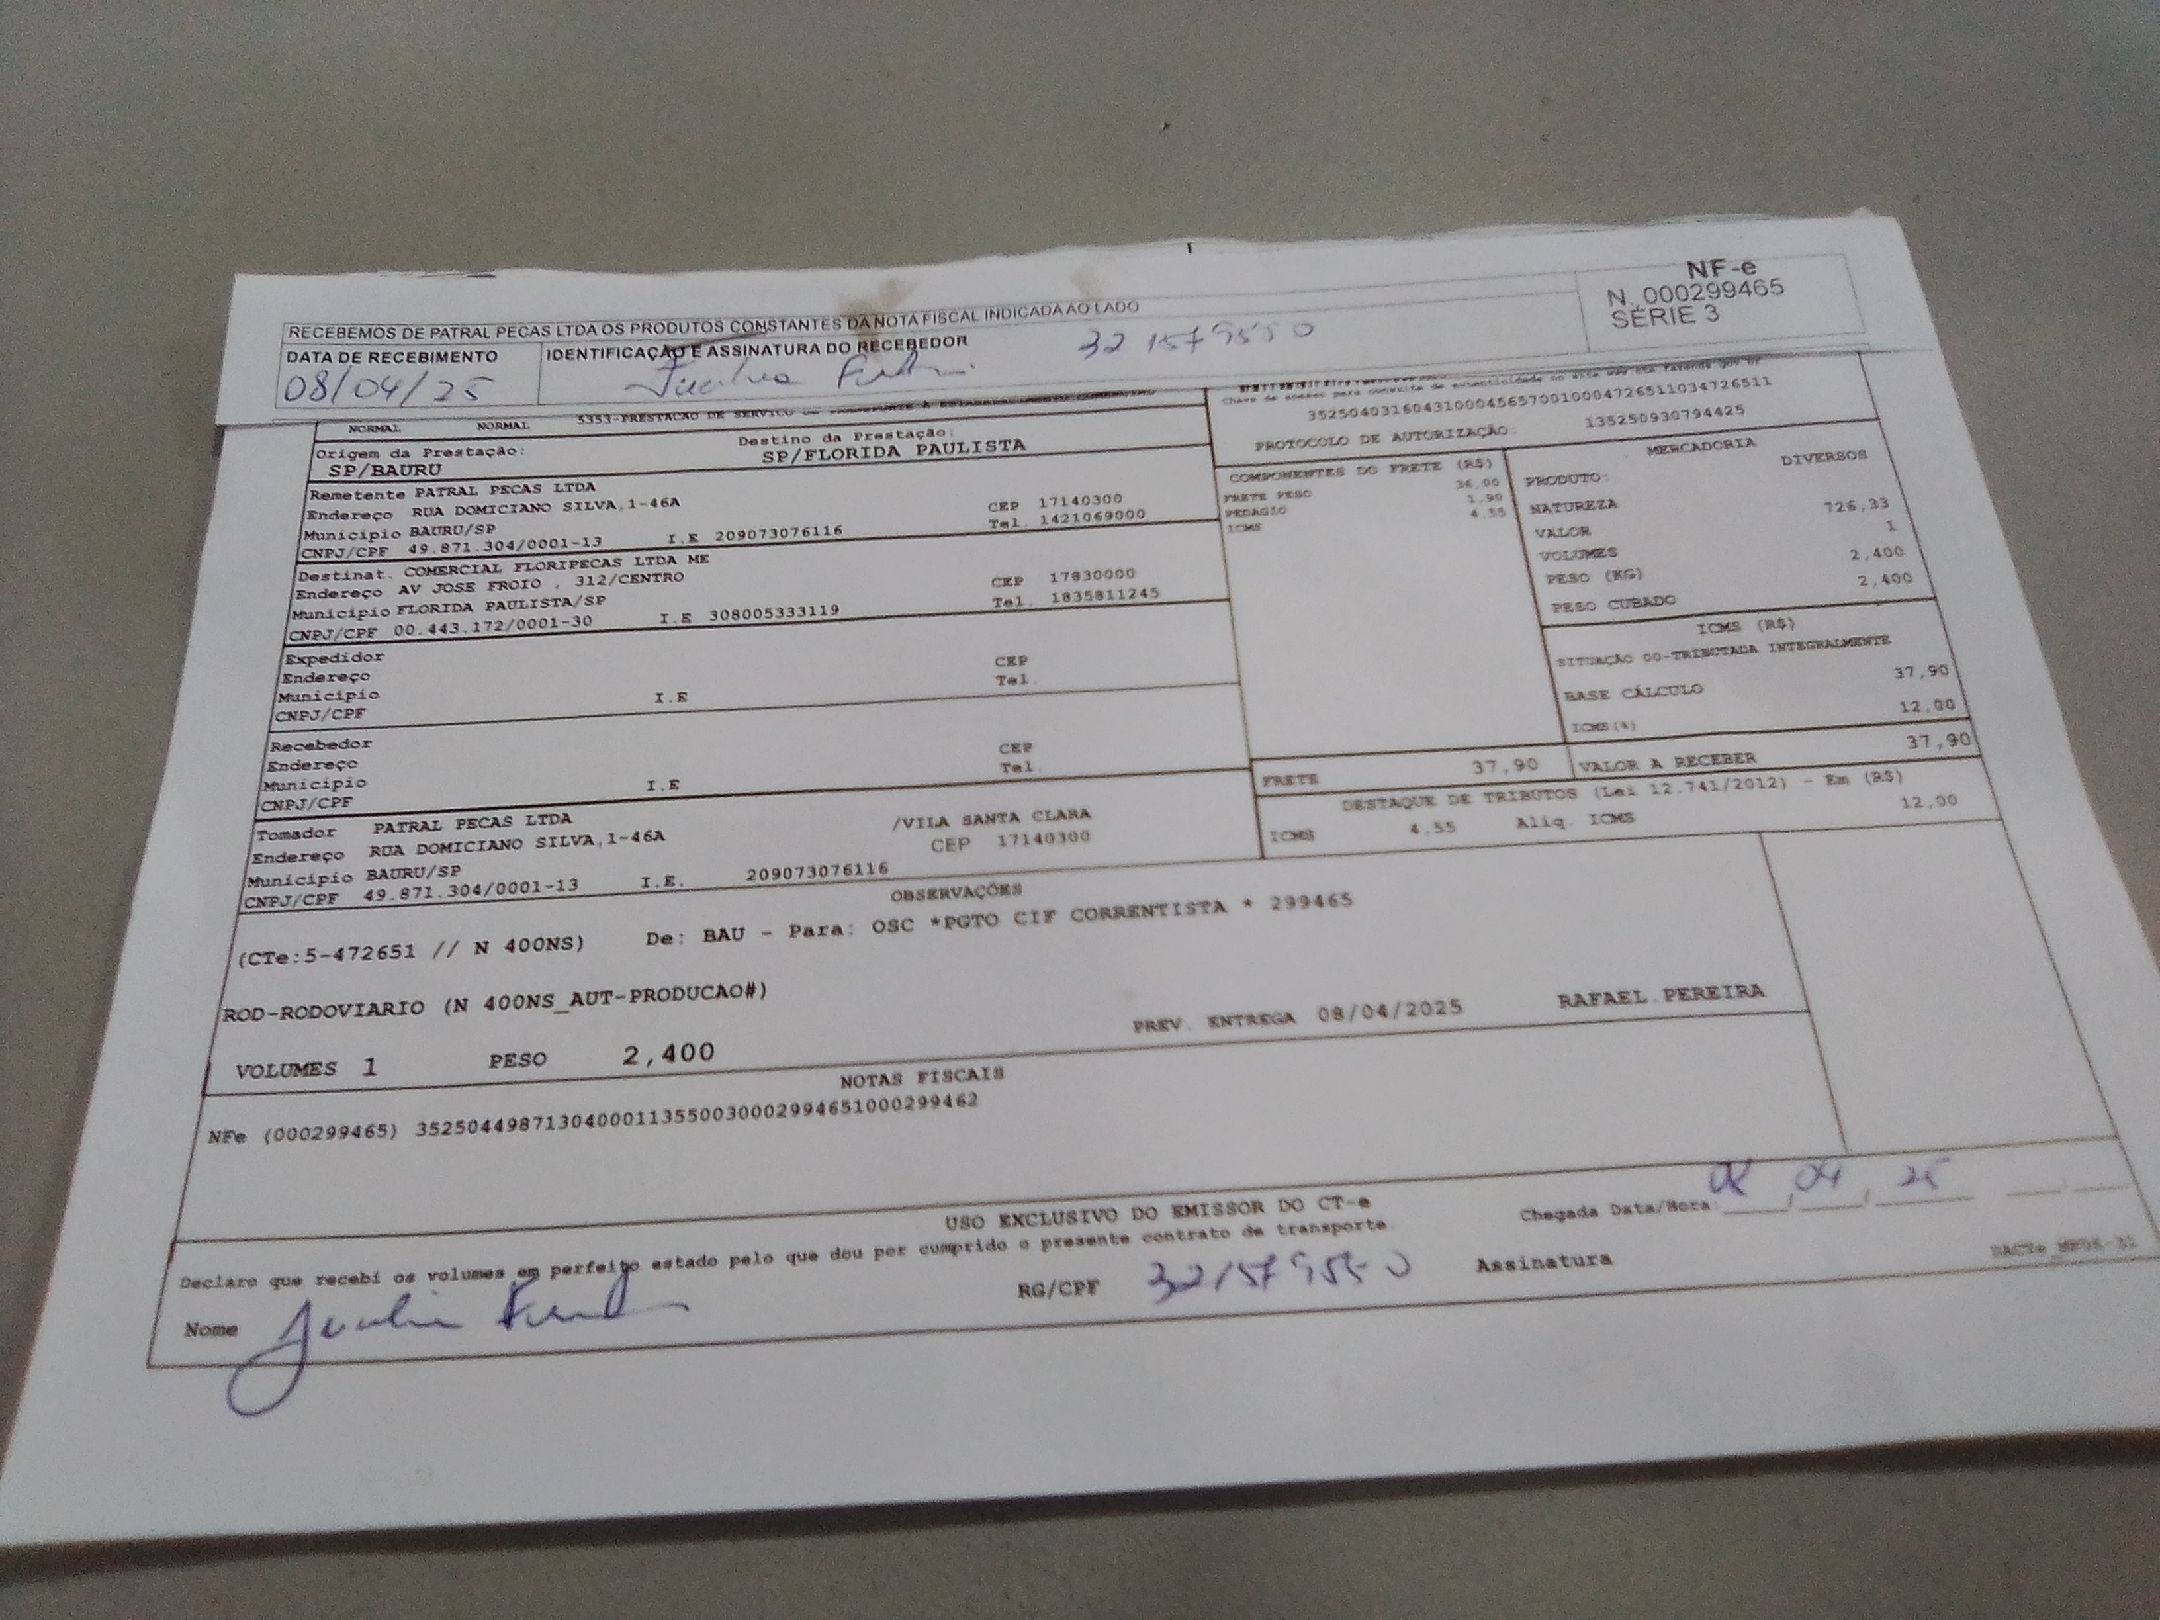 RECEBEMOS DE PATRAL PECAS LTDA OS PRODUTOS CONSTANTES DA NOTA FISCAL INDICADA AO LADO
NF-e
N. 000299465
SÉRIE 3
DATA DE RECEBIMENTO
08/04/25
IDENTIFICAÇÃO E ASSINATURA DO RECEBEDOR
NORMAL NORMAL 5353-PRESTACAO DE SERVICO
35250403160431000456570010004726511034726511
PROTOCOLO DE AUTORIZAÇÃO: 135250930794425
Origem da Prestação: Destino da Prestação:
SP/BAURU SP/FLORIDA PAULISTA
Remetente PATRAL PECAS LTDA
Endereço RUA DOMICIANO SILVA,1-46A CEP 17140300
Município BAURU/SP Tel. 1421069000
CNPJ/CPF 49.871.304/0001-13 I.E 209073076116
Destinat. COMERCIAL FLORIPECAS LTDA ME
Endereço AV JOSE FROIO , 312/CENTRO CEP 17830000
Município FLORIDA PAULISTA/SP Tel. 1835811245
CNPJ/CPF 00.443.172/0001-30 I.E 308005333119
Expedidor
Endereço CEP
Município Tel.
CNPJ/CPF I.E
Recebedor
Endereço CEP
Município Tel.
CNPJ/CPF I.E
Tomador PATRAL PECAS LTDA
Endereço RUA DOMICIANO SILVA,1-46A /VILA SANTA CLARA
Município BAURU/SP CEP 17140300
CNPJ/CPF 49.871.304/0001-13 I.E. 209073076116
COMPONENTES DO FRETE (R$)
FRETE PESO 36,00
PEDAGIO 1,90
ICMS 4,55
MERCADORIA
PRODUTO: DIVERSOS
NATUREZA
VALOR 726,33
VOLUMES 1
PESO (KG) 2,400
PESO CUBADO 2,400
ICMS (R$)
SITUAÇÃO 00-TRIBUTADA INTEGRALMENTE
BASE CÁLCULO 37,90
ICMS(%) 12,00
FRETE 37,90 VALOR A RECEBER 37,90
DESTAQUE DE TRIBUTOS (Lei 12.741/2012) - Em (R$)
ICMS 4.55 Aliq. ICMS 12,00
OBSERVAÇÕES
(CTe:5-472651 // N 400NS) De: BAU - Para: OSC *PGTO CIF CORRENTISTA * 299465
ROD-RODOVIARIO (N 400NS_AUT-PRODUCAO#)
PREV. ENTREGA 08/04/2025 RAFAEL.PEREIRA
VOLUMES 1 PESO 2,400
NOTAS FISCAIS
NFe (000299465) 35250449871304000113550030002994651000299462
USO EXCLUSIVO DO EMISSOR DO CT-e
Declaro que recebi os volumes em perfeito estado pelo que dou por cumprido o presente contrato de transporte.
Chegada Data/Hora: 08 04 25
Nome
RG/CPF
Assinatura